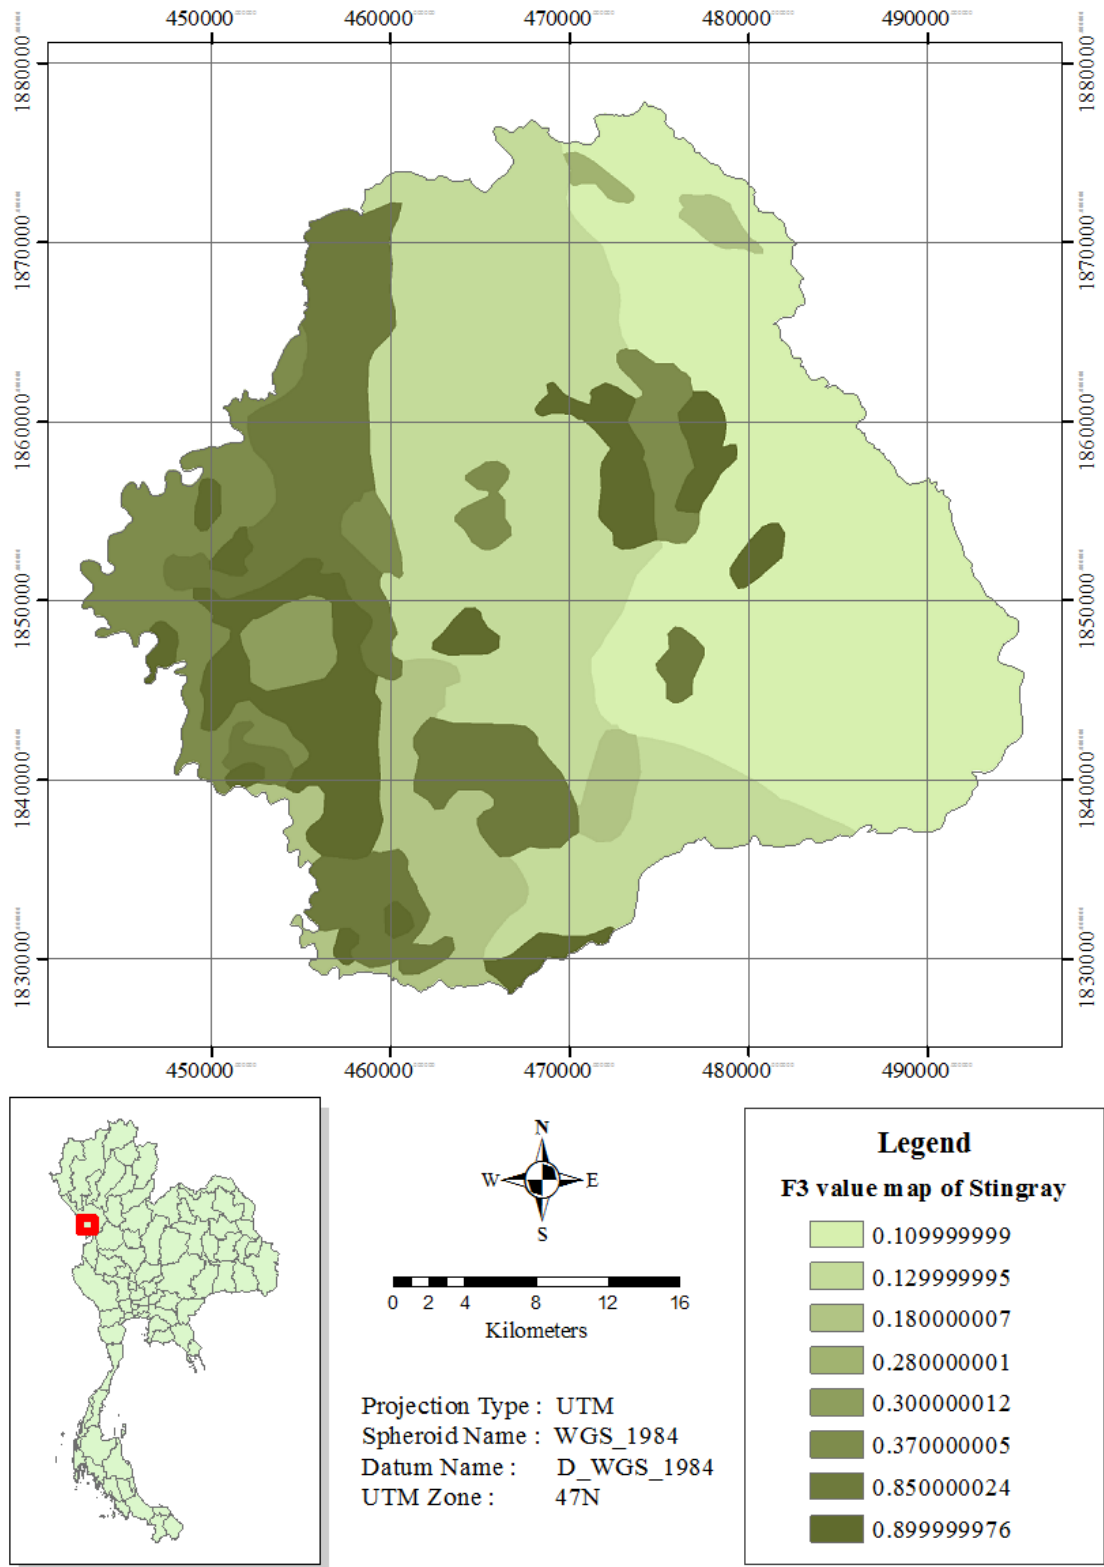 450000 460000 470000 480000 490000
1880000 1880000
1870000 1870000
1860000 1860000
1850000 1850000
1840000 1840000
1830000 1830000
450000 460000 470000 480000 490000
N
W E
S
0 2 4 8 12 16
Kilometers
Projection Type : UTM
Spheroid Name : WGS_1984
Datum Name : D_WGS_1984
UTM Zone : 47N
Legend
F3 value map of Stingray
0.109999999
0.129999995
0.180000007
0.280000001
0.300000012
0.370000005
0.850000024
0.899999976